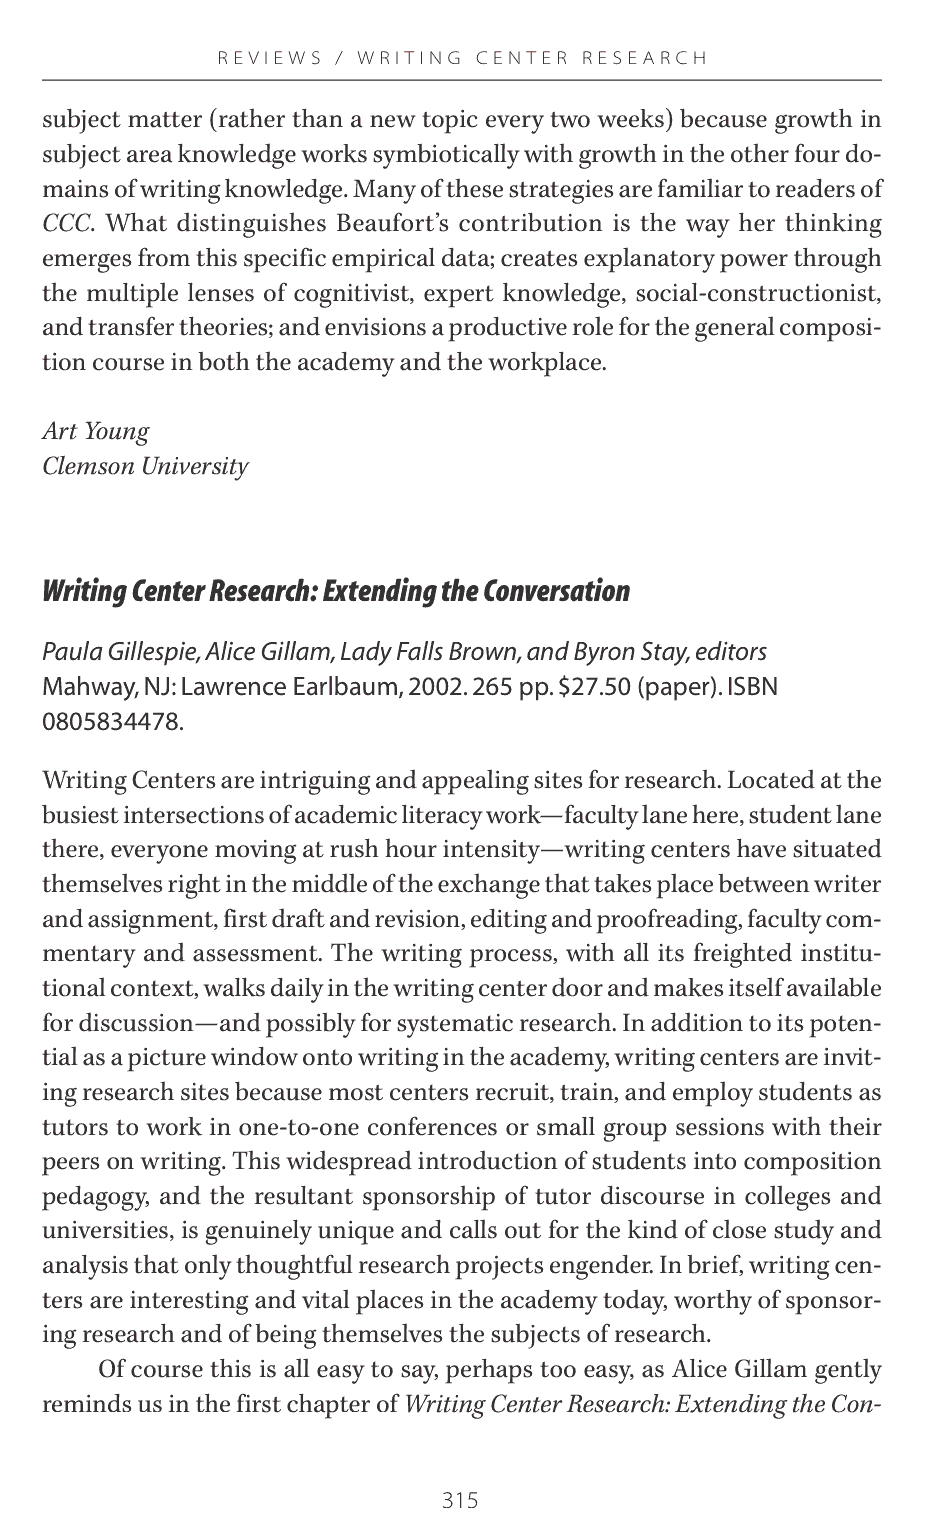 REVIEWS / WRITING CENTER RESEARCH
subject matter (rather than a new topic every two weeks) because growth in
subject area knowledge works symbiotically with growth in the other four do-
mains of writing knowledge. Many of these strategies are familiar to readers of
CCC. What distinguishes Beaufort’s contribution is the way her thinking
emerges from this specific empirical data; creates explanatory power through
the multiple lenses of cognitivist, expert knowledge, social-constructionist,
and transfer theories; and envisions a productive role for the general composi-
tion course in both the academy and the workplace.
Art Young
Clemson University
Writing Center Research: Extending the Conversation
Paula Gillespie, Alice Gillam, Lady Falls Brown, and Byron Stay, editors
Mahway, NJ: Lawrence Earlbaum, 2002. 265 pp. $27.50 (paper). ISBN
0805834478.
Writing Centers are intriguing and appealing sites for research. Located at the
busiest intersections of academic literacy work—faculty lane here, student lane
there, everyone moving at rush hour intensity—writing centers have situated
themselves right in the middle of the exchange that takes place between writer
and assignment, first draft and revision, editing and proofreading, faculty com-
mentary and assessment. The writing process, with all its freighted institu-
tional context, walks daily in the writing center door and makes itself available
for discussion—and possibly for systematic research. In addition to its poten-
tial as a picture window onto writing in the academy, writing centers are invit-
ing research sites because most centers recruit, train, and employ students as
tutors to work in one-to-one conferences or small group sessions with their
peers on writing. This widespread introduction of students into composition
pedagogy, and the resultant sponsorship of tutor discourse in colleges and
universities, is genuinely unique and calls out for the kind of close study and
analysis that only thoughtful research projects engender. In brief, writing cen-
ters are interesting and vital places in the academy today, worthy of sponsor-
ing research and of being themselves the subjects of research.
Of course this is all easy to say, perhaps too easy, as Alice Gillam gently
reminds us in the first chapter of Writing Center Research: Extending the Con-
315